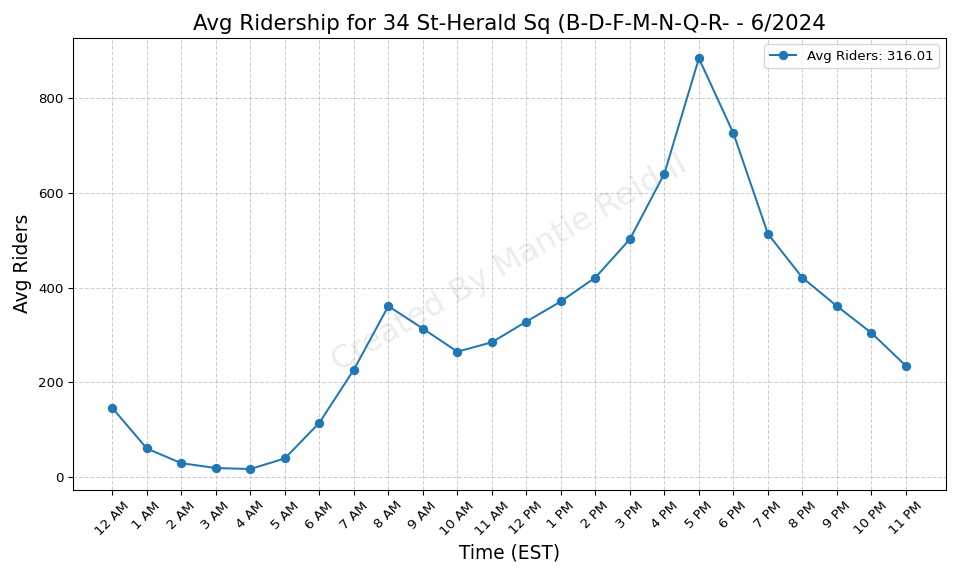 Avg Ridership for 34 St-Herald Sq (B-D-F-M-N-Q-R- - 6/2024
Avg Riders: 316.01
800
600
400
200
0
Avg Riders
Created By Mantie Reid II
12 AM 1 AM 2 AM 3 AM 4 AM 5 AM 6 AM 7 AM 8 AM 9 AM 10 AM 11 AM 12 PM 1 PM 2 PM 3 PM 4 PM 5 PM 6 PM 7 PM 8 PM 9 PM 10 PM 11 PM
Time (EST)